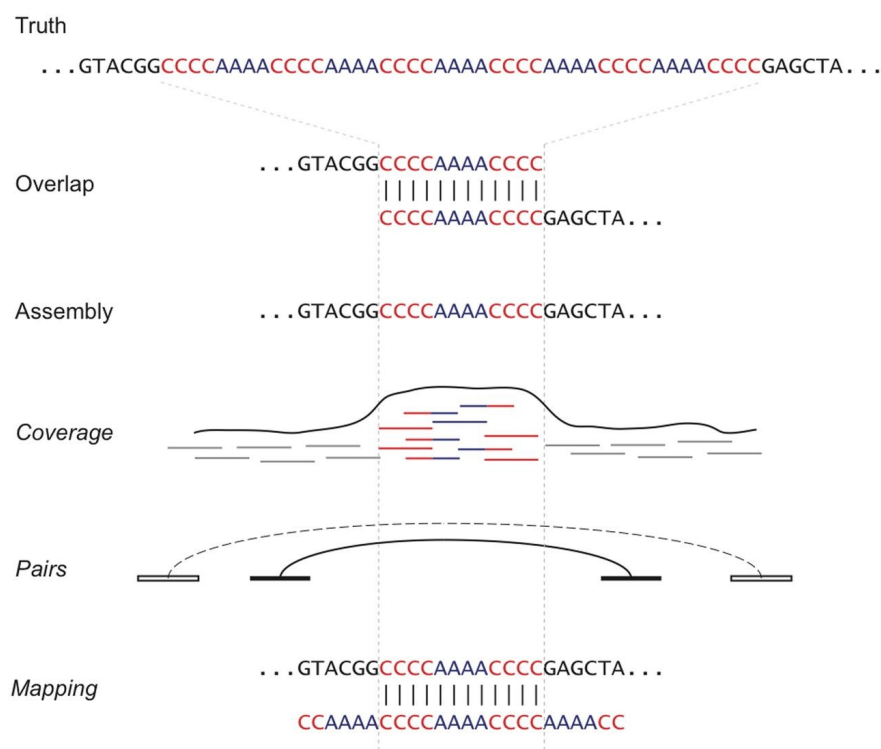 Truth
...GTACGGCCCCAAAACCCCAAAACCCCAAAACCCCAAAACCCCAAAACCCCGAGCTA...
...GTACGGCCCCAAAACCCC
Overlap
CCCCAAAACCCCGAGCTA...
Assembly
...GTACGGCCCCAAAACCCCGAGCTA...
Coverage
Pairs
...GTACGGCCCCAAAACCCCGAGCTA...
Mapping
CCAAAACCCCAAAACCCCAAAACC